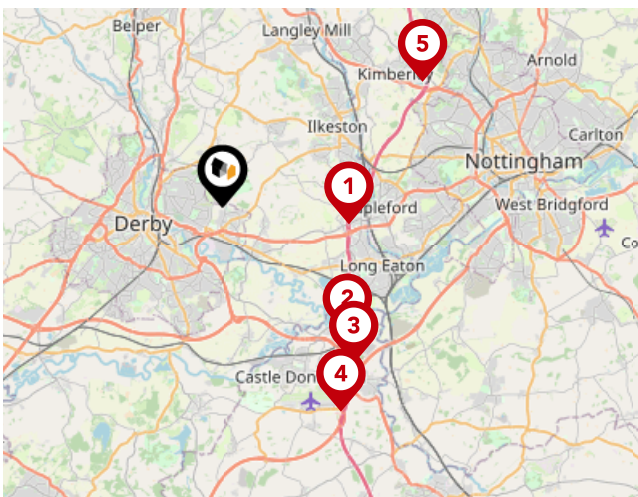 Belper
Langley Mill
5
Arnold
Kimberl
Ilkeston
Carlton
Nottingham
1
pleford
West Bridgford
Derby
Co
Long Eaton
2
3
Castle Don
4